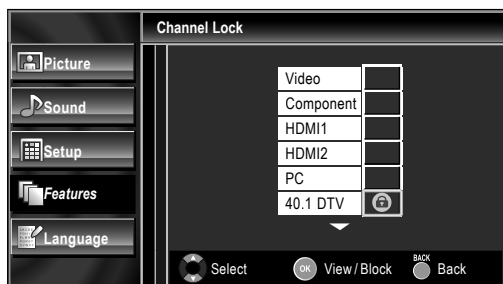 Channel Lock
Picture
Sound
Setup
Features
Language
Video
Component
HDMI1
HDMI2
PC
40.1 DTV
Select
OK
View / Block
BACK
Back